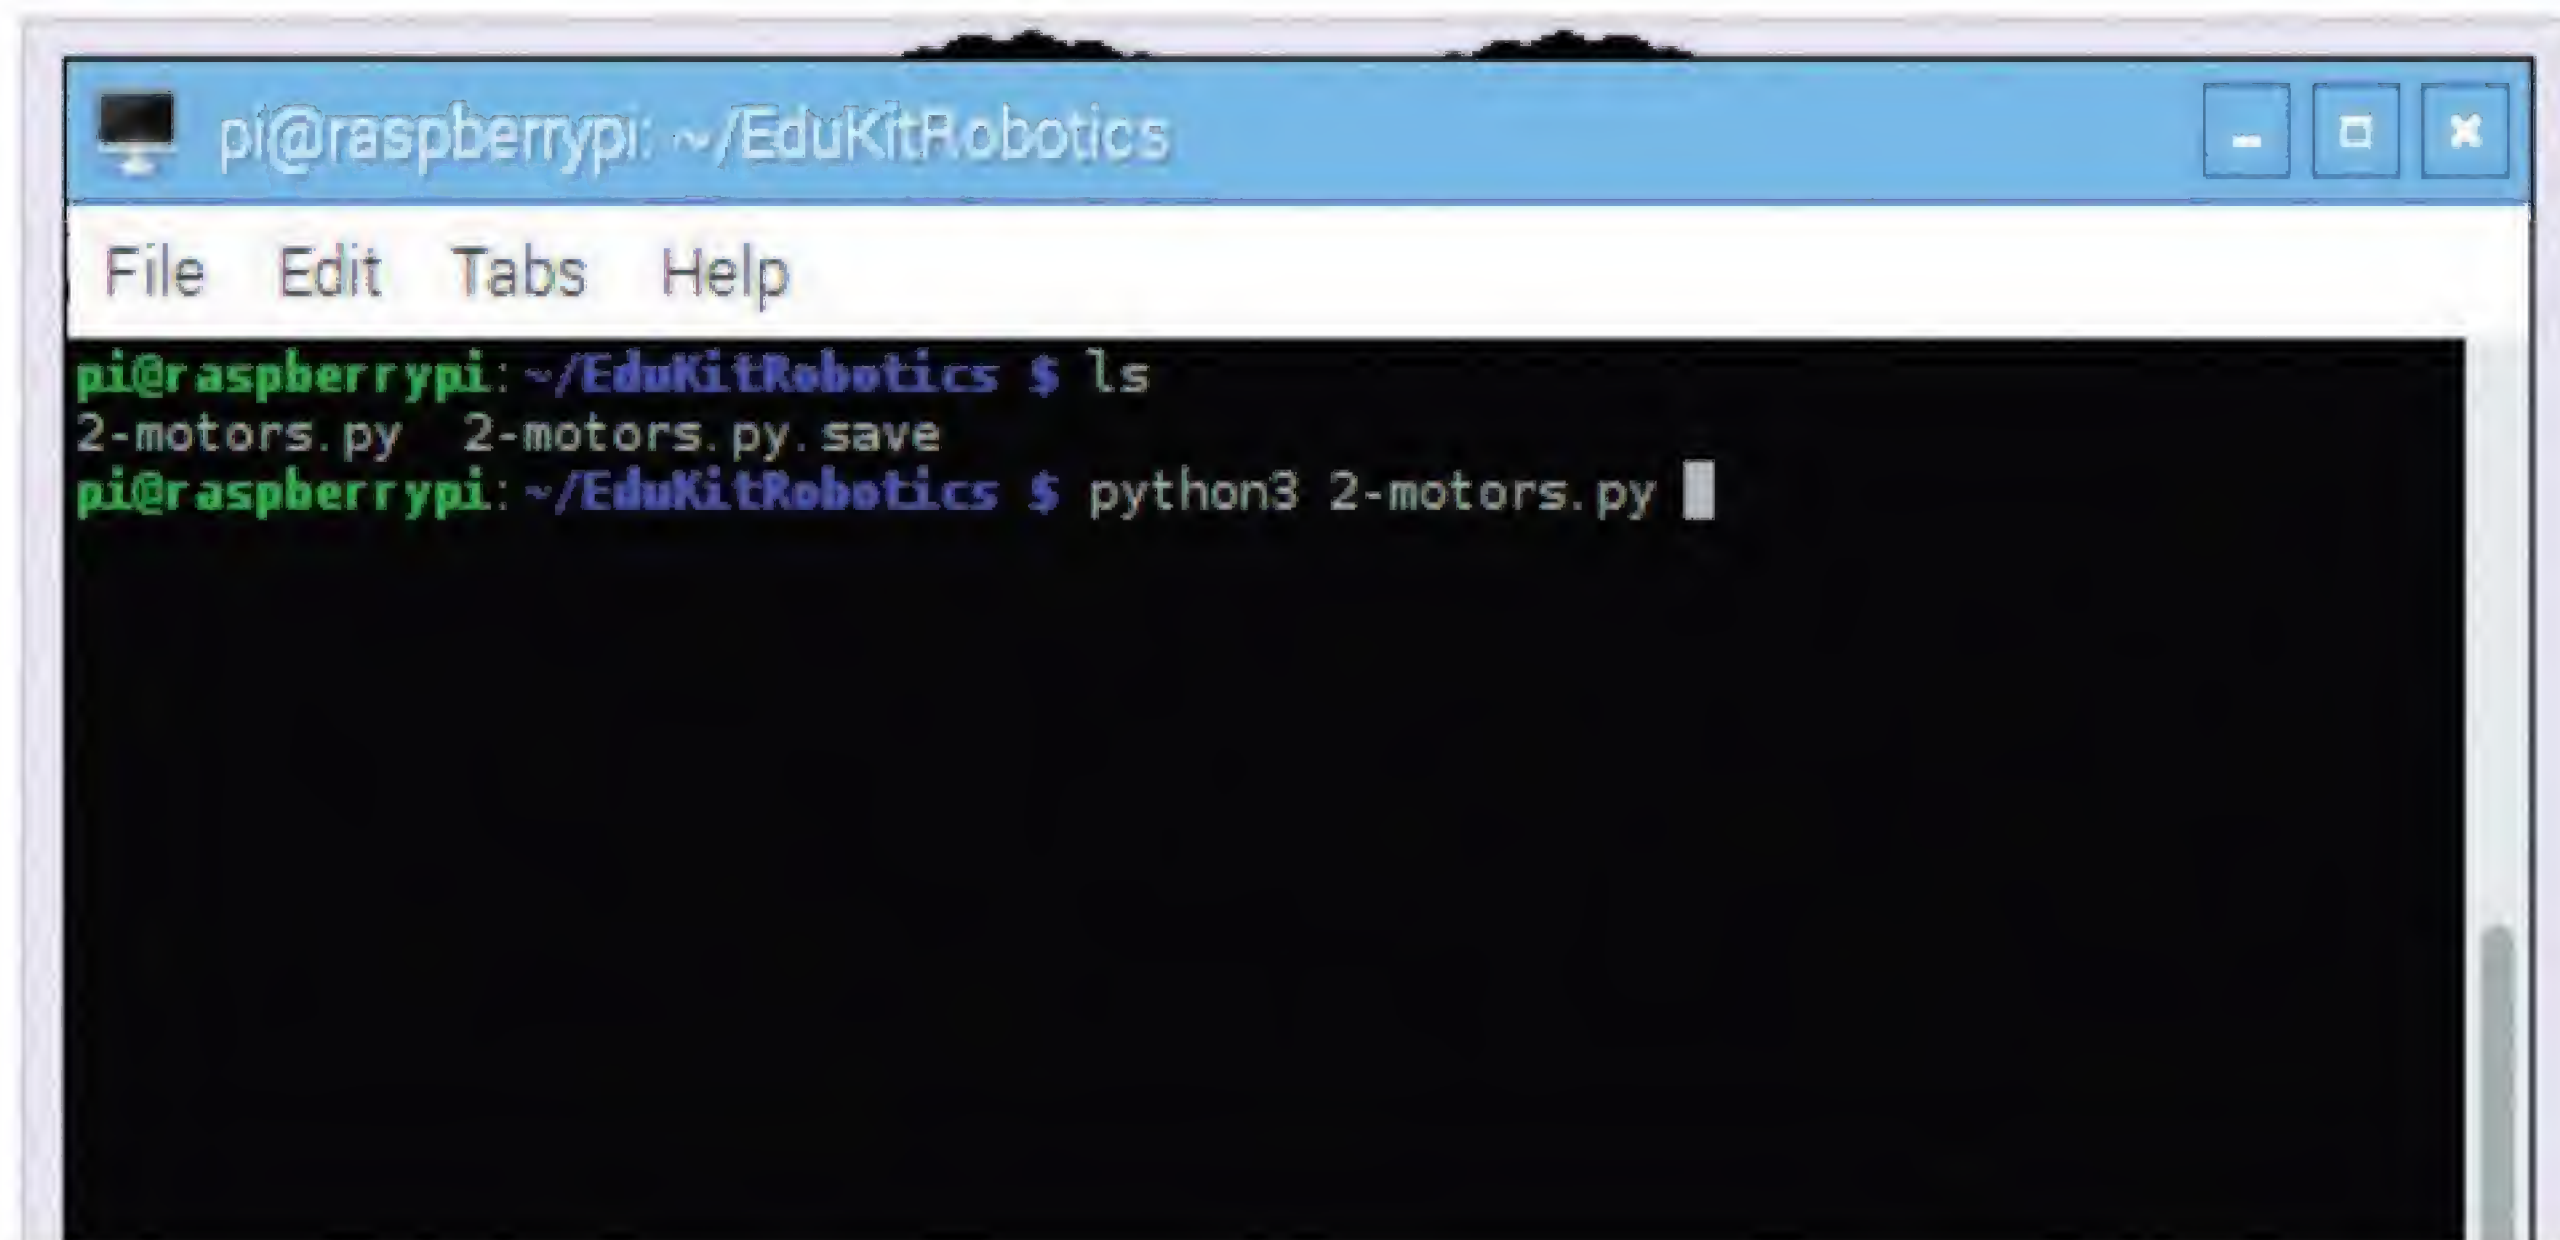 pi@raspberrypi: ~/EduKitRobotics
File Edit Tabs Help
pi@raspberrypi:~/EduKitRobotics $ ls
2-motors.py  2-motors.py.save
pi@raspberrypi:~/EduKitRobotics $ python3 2-motors.py